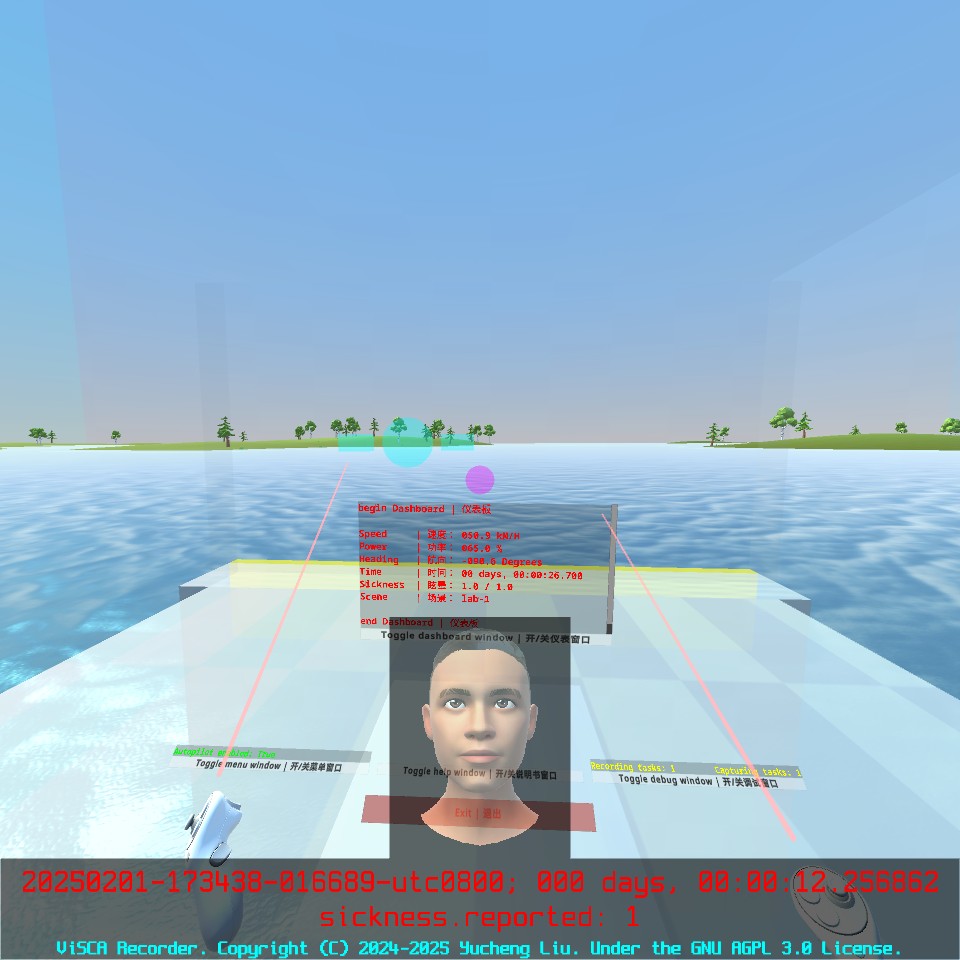 begin Dashboard | 仪表板
Speed | 速度： 050.9 kN/H
Power | 功率： 065.0 %
Heading | 航向： -090.6 Degrees
Time | 时间： 00 days, 00:00:26.700
Sickness | 眩晕： 1.0 / 1.0
Scene | 场景： lab-1
end Dashboard | 仪表板
Toggle dashboard window | 开/关仪表窗口
Autopilot enabled: True
Toggle menu window | 开/关菜单窗口
Toggle help window | 开/关说明书窗口
Recording tasks: 1 Capturing tasks: 1
Toggle debug window | 开/关调试窗口
Exit | 退出
20250201-173438-016689-utc0800; 000 days, 00:00:12.256862
sickness.reported: 1
ViSCA Recorder. Copyright (C) 2024-2025 Yucheng Liu. Under the GNU AGPL 3.0 License.